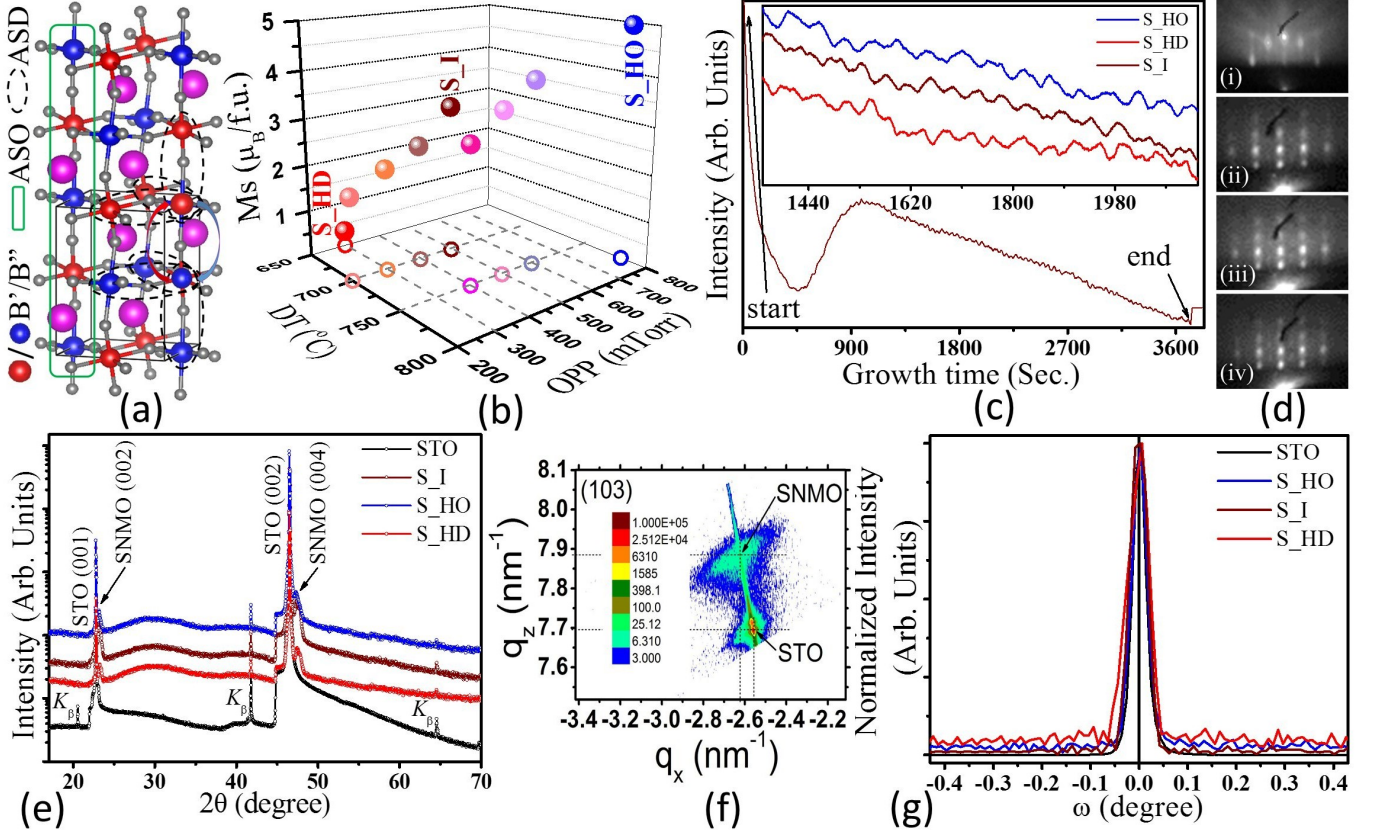 B'/B'' ASO ASD
/
(a)
Ms (μB/f.u.)
5
4
3
2
1
S_HD
S_I
S_HO
650
700
750
800
DT(°C)
200
300
400
500
600
700
800
OPP (mTorr)
(b)
Intensity (Arb. Units)
S_HO
S_HD
S_I
1440 1620 1800 1980
start
end
0 900 1800 2700 3600
Growth time (Sec.)
(c)
(i)
(ii)
(iii)
(iv)
(d)
Intensity (Arb. Units)
STO (001)
SNMO (002)
STO (002)
SNMO (004)
STO
S_I
S_HO
S_HD
Kβ
Kβ
Kβ
20 30 40 50 60 70
2θ (degree)
(e)
(103)
8.1
8.0
7.9
7.8
7.7
7.6
qz (nm-1)
1.000E+05
2.512E+04
6310
1585
398.1
100.0
25.12
6.310
3.000
SNMO
STO
-3.4 -3.2 -3.0 -2.8 -2.6 -2.4 -2.2
qx (nm-1)
(f)
Normalized Intensity
(Arb. Units)
STO
S_HO
S_I
S_HD
-0.4 -0.3 -0.2 -0.1 0.0 0.1 0.2 0.3 0.4
ω (degree)
(g)